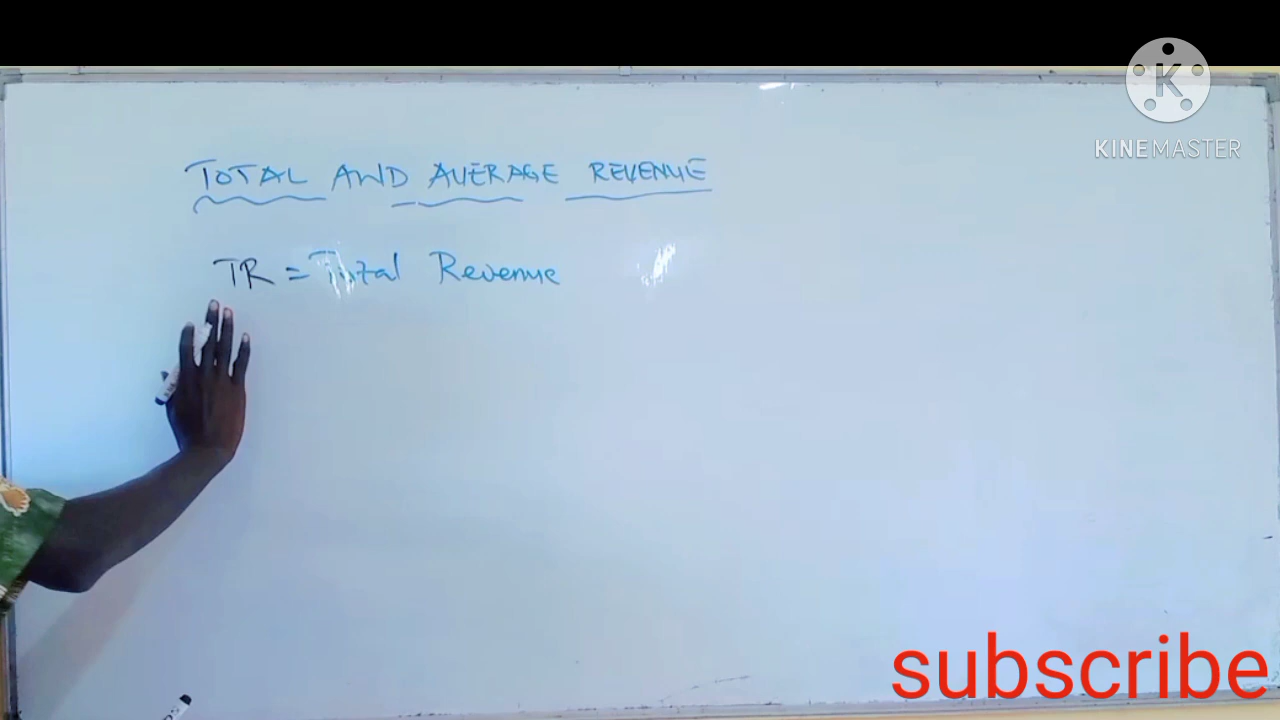 K
KINEMASTER
TOTAL AND AVERAGE REVENUE
TR = Total Revenue
subscribe